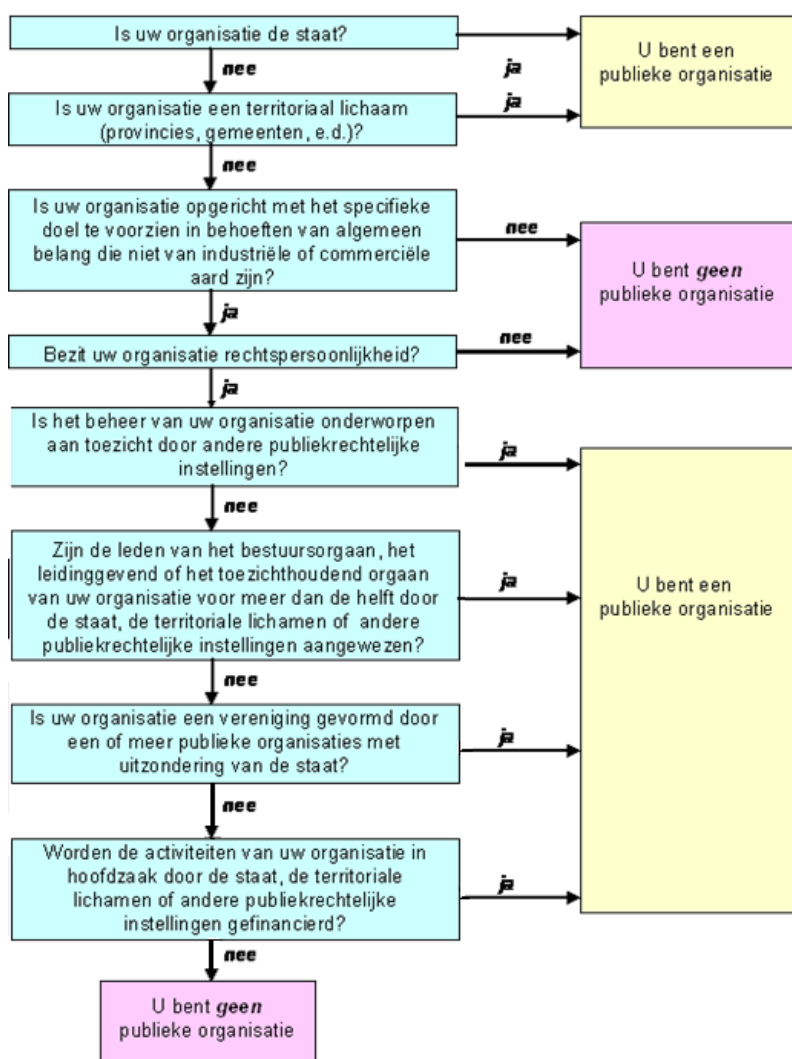 Is uw organisatie de staat?
U bent een
publieke organisatie
nee
ja
Is uw organisatie een territoriaal lichaam
(provincies, gemeenten, e.d.)?
ja
nee
Is uw organisatie opgericht met het specifieke
doel te voorzien in behoeften van algemeen
belang die niet van industriële of commerciële
aard zijn?
nee
U bent geen
publieke organisatie
ja
Bezit uw organisatie rechtspersoonlijkheid?
nee
ja
Is het beheer van uw organisatie onderworpen
aan toezicht door andere publiekrechtelijke
instellingen?
ja
nee
Zijn de leden van het bestuursorgaan, het
leidinggevend of het toezichthoudend orgaan
van uw organisatie voor meer dan de helft door
de staat, de territoriale lichamen of andere
publiekrechtelijke instellingen aangewezen?
ja
U bent een
publieke organisatie
nee
Is uw organisatie een vereniging gevormd door
een of meer publieke organisaties met
uitzondering van de staat?
ja
nee
Worden de activiteiten van uw organisatie in
hoofdzaak door de staat, de territoriale
lichamen of andere publiekrechtelijke
instellingen gefinancierd?
ja
nee
U bent geen
publieke organisatie